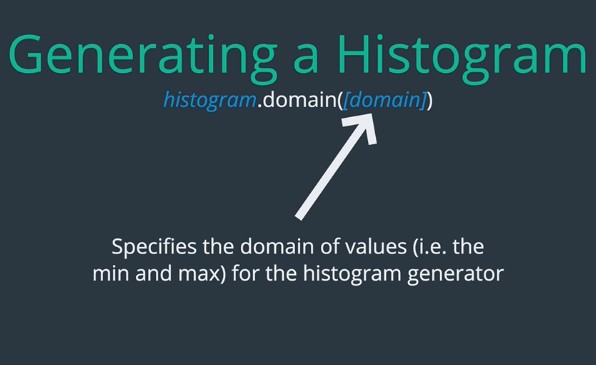 Generating a Histogram
histogram.domain([domain])
Specifies the domain of values (i.e. the
min and max) for the histogram generator